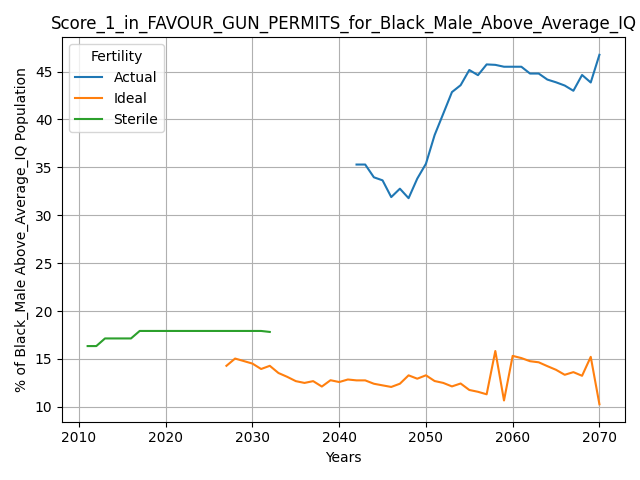 Score_1_in_FAVOUR_GUN_PERMITS_for_Black_Male_Above_Average_IQ
Fertility
Actual
Ideal
Sterile
% of Black_Male Above_Average_IQ Population
45
40
35
30
25
20
15
10
2010 2020 2030 2040 2050 2060 2070
Years